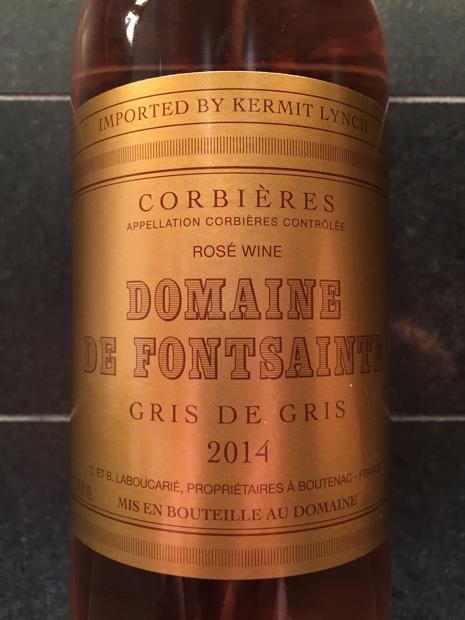 IMPORTED BY KERMIT LYNCH
CORBIÈRES
APPELLATION CORBIÈRES CONTRÔLÉE
ROSÉ WINE
DOMAINE
DE FONTSAINTE
GRIS DE GRIS
2014
C. ET B. LABOUCARIÉ, PROPRIÉTAIRES À BOUTENAC - FRANCE
MIS EN BOUTEILLE AU DOMAINE